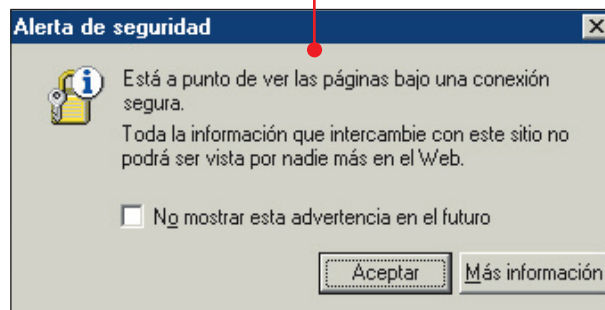 Alerta de seguridad
Está a punto de ver las páginas bajo una conexión
segura.
Toda la información que intercambie con este sitio no
podrá ser vista por nadie más en el Web.
No mostrar esta advertencia en el futuro
Aceptar
Más información